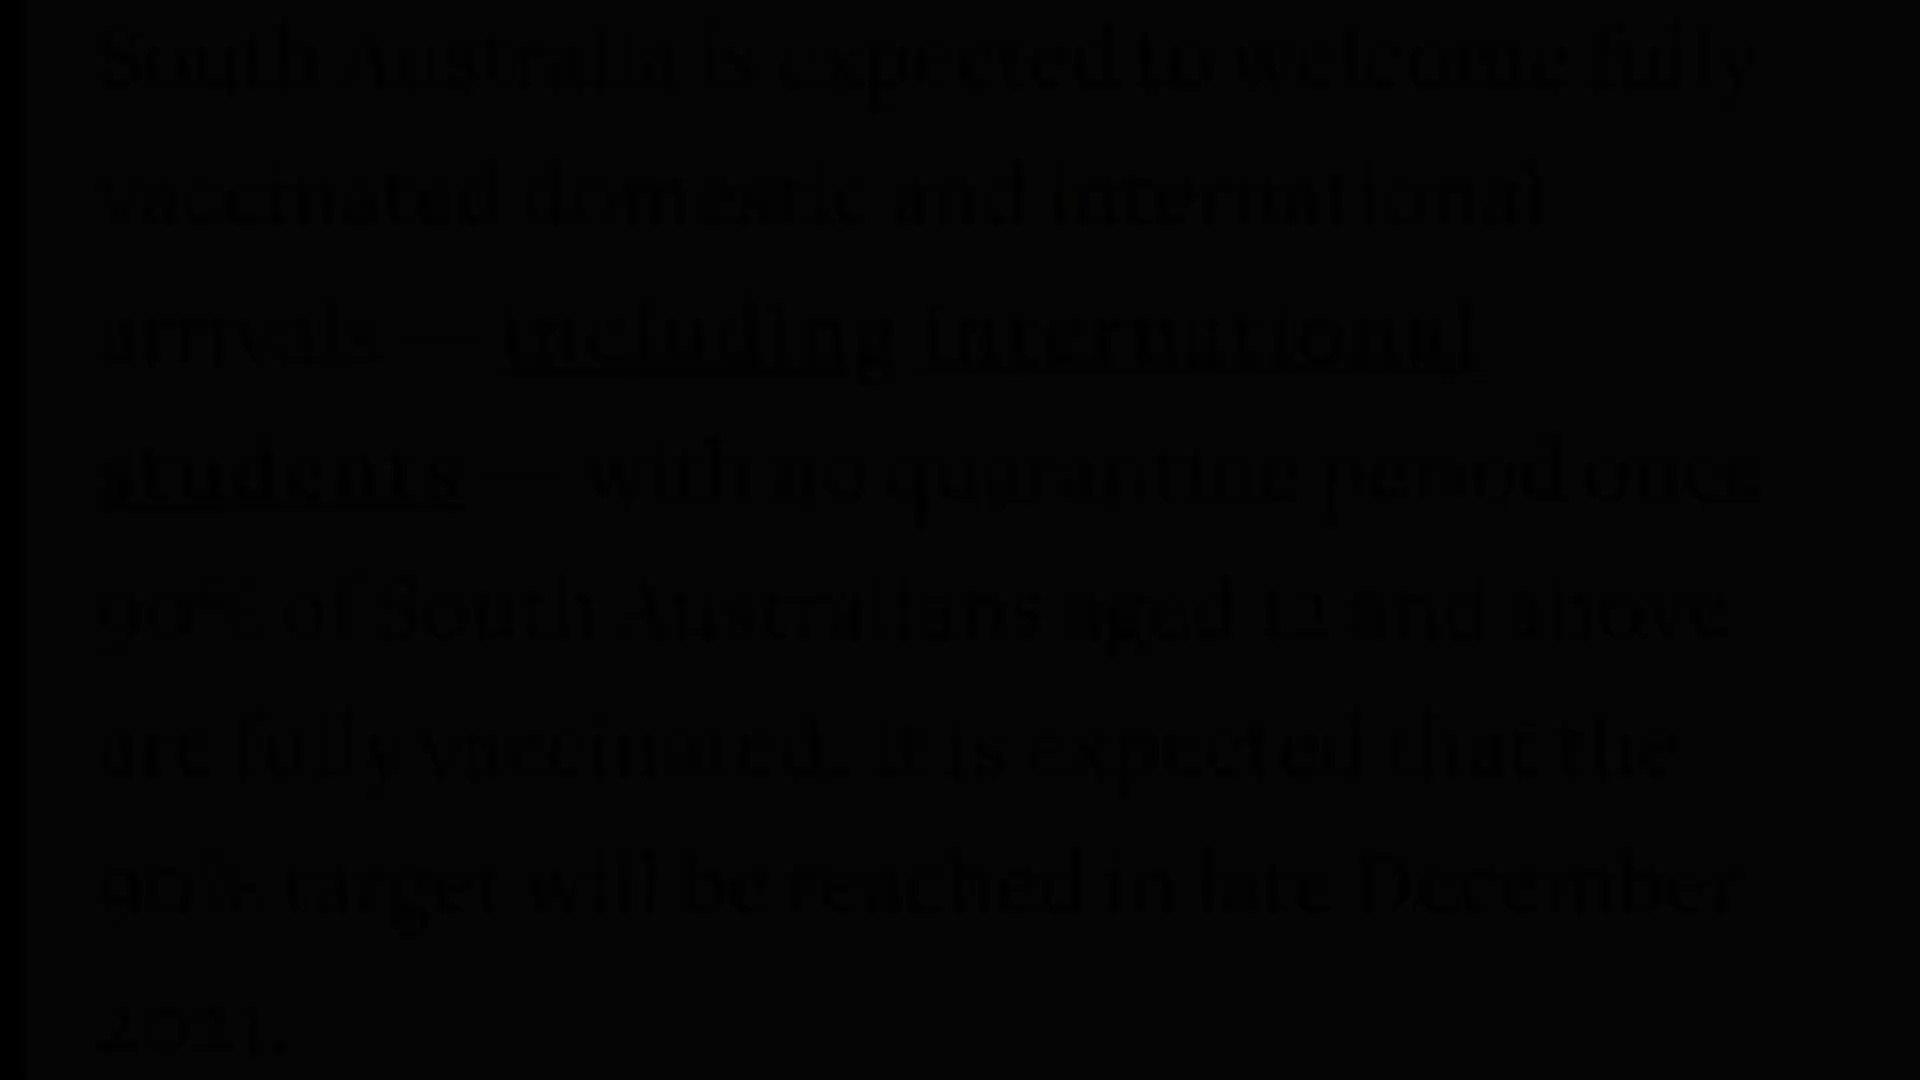 South Australia is expected to welcome fully
vaccinated domestic and international
arrivals — including international
students — with no quarantine period once
90% of South Australians aged 12 and above
are fully vaccinated. It is expected that the
90% target will be reached in late December
2021.